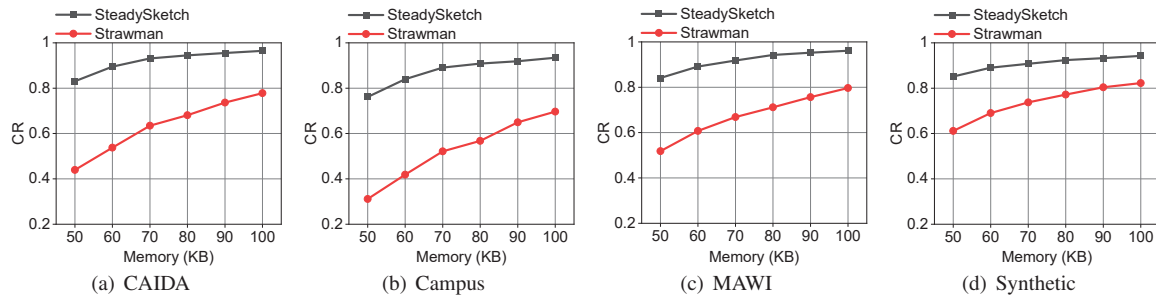 SteadySketch
Strawman
1
0.8
0.6
0.4
0.2
CR
50 60 70 80 90 100
Memory (KB)
(a) CAIDA
SteadySketch
Strawman
1
0.8
0.6
0.4
0.2
CR
50 60 70 80 90 100
Memory (KB)
(b) Campus
SteadySketch
Strawman
1
0.8
0.6
0.4
0.2
CR
50 60 70 80 90 100
Memory (KB)
(c) MAWI
SteadySketch
Strawman
1
0.8
0.6
0.4
0.2
CR
50 60 70 80 90 100
Memory (KB)
(d) Synthetic